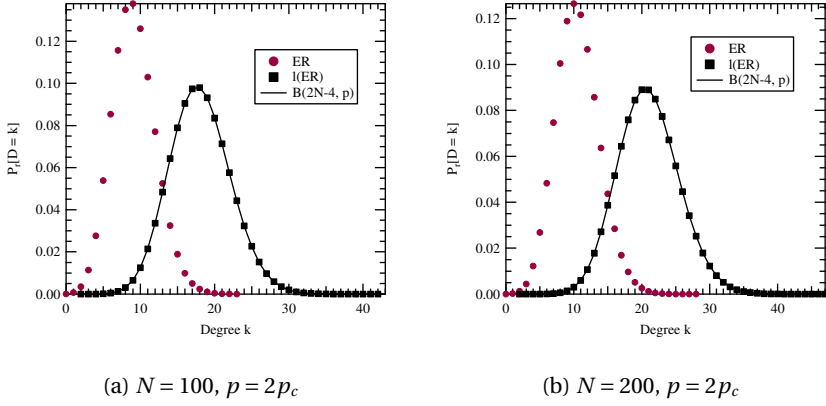 0.12
0.10
0.08
0.06
0.04
0.02
0.00
P_r[D = k]
0
10
20
30
40
Degree k
ER
l(ER)
B(2N-4, p)
(a) N = 100, p = 2p_c
0.12
0.10
0.08
0.06
0.04
0.02
0.00
P_r[D = k]
0
10
20
30
40
Degree k
ER
l(ER)
B(2N-4, p)
(b) N = 200, p = 2p_c